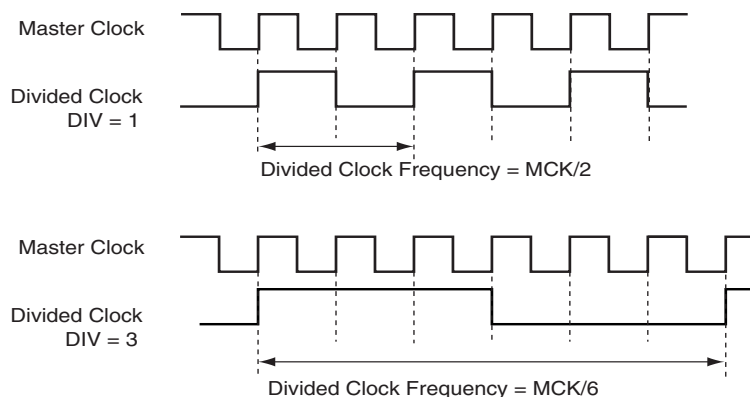 Master Clock
Divided Clock
DIV = 1
Divided Clock Frequency = MCK/2
Master Clock
Divided Clock
DIV = 3
Divided Clock Frequency = MCK/6